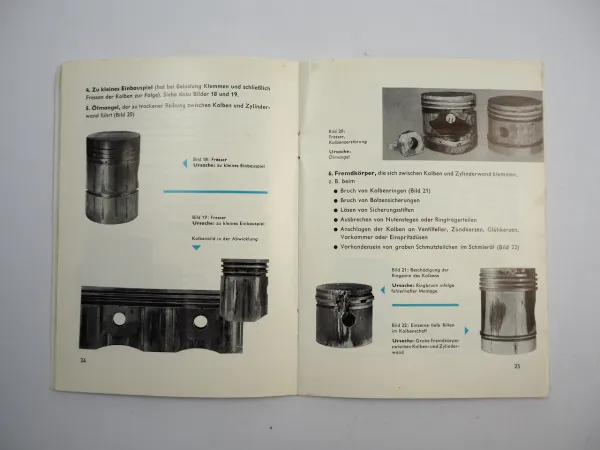 4. Zu kleines Einbauspiel (hat bei Belastung Klemmen und schließlich
Fressen der Kolben zur Folge). Siehe dazu Bilder 18 und 19.
5. Ölmangel, der zu trockener Reibung zwischen Kolben und Zylinder-
wand führt (Bild 20)
Bild 18: Fresser
Ursache: zu kleines Einbauspiel
Bild 19: Fresser
Ursache: zu kleines Einbauspiel
Kolbenbild in der Abwicklung
24
Bild 20:
Fresser,
Kolbenzerstörung
Ursache:
Ölmangel
6. Fremdkörper, die sich zwischen Kolben und Zylinderwand klemmen,
z. B. beim
● Bruch von Kolbenringen (Bild 21)
● Bruch von Bolzensicherungen
● Lösen von Sicherungsstiften
● Ausbrechen von Nutenstegen oder Ringträgerteilen
● Anschlagen der Kolben an Ventilteller, Zündkerzen, Glühkerzen,
Vorkammer oder Einspritzdüsen
● Vorhandensein von groben Schmutzteilchen im Schmieröl (Bild 22)
Bild 21: Beschädigung der
Ringzone des Kolbens
Ursache: Ringbruch infolge
fehlerhafter Montage.
Bild 22: Einzelne tiefe Rillen
im Kolbenschaft
Ursache: Grobe Fremdkörper
zwischen Kolben und Zylinder-
wand
25